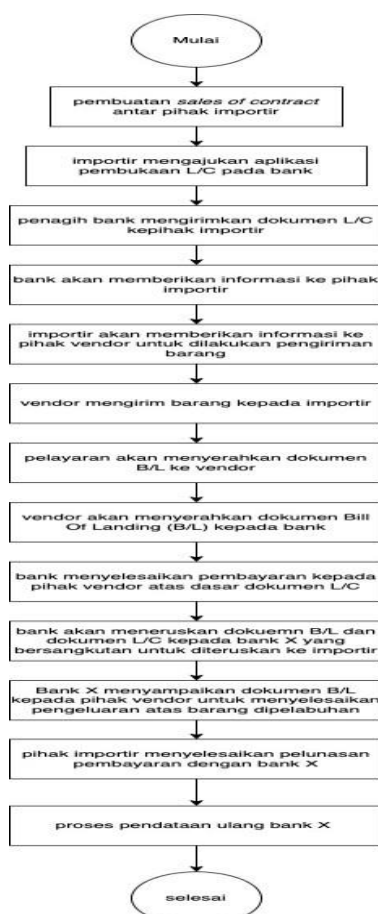 Mulai
pembuatan sales of contract
antar pihak importir
importir mengajukan aplikasi
pembukaan L/C pada bank
penagih bank mengirimkan dokumen L/C
kepihak importir
bank akan memberikan informasi ke pihak
importir
importir akan memberikan informasi ke
pihak vendor untuk dilakukan pengiriman
barang
vendor mengirim barang kepada importir
pelayaran akan menyerahkan dokumen
B/L ke vendor
vendor akan menyerahkan dokumen Bill
Of Landing (B/L) kepada bank
bank menyelesaikan pembayaran kepada
pihak vendor atas dasar dokumen L/C
bank akan meneruskan dokuemn B/L dan
dokumen L/C kepada bank X yang
bersangkutan untuk diteruskan ke importir
Bank X menyampaikan dokumen B/L
kepada pihak vendor untuk menyelesaikan
pengeluaran atas barang dipelabuhan
pihak importir menyelesaikan pelunasan
pembayaran dengan bank X
proses pendataan ulang bank X
selesai